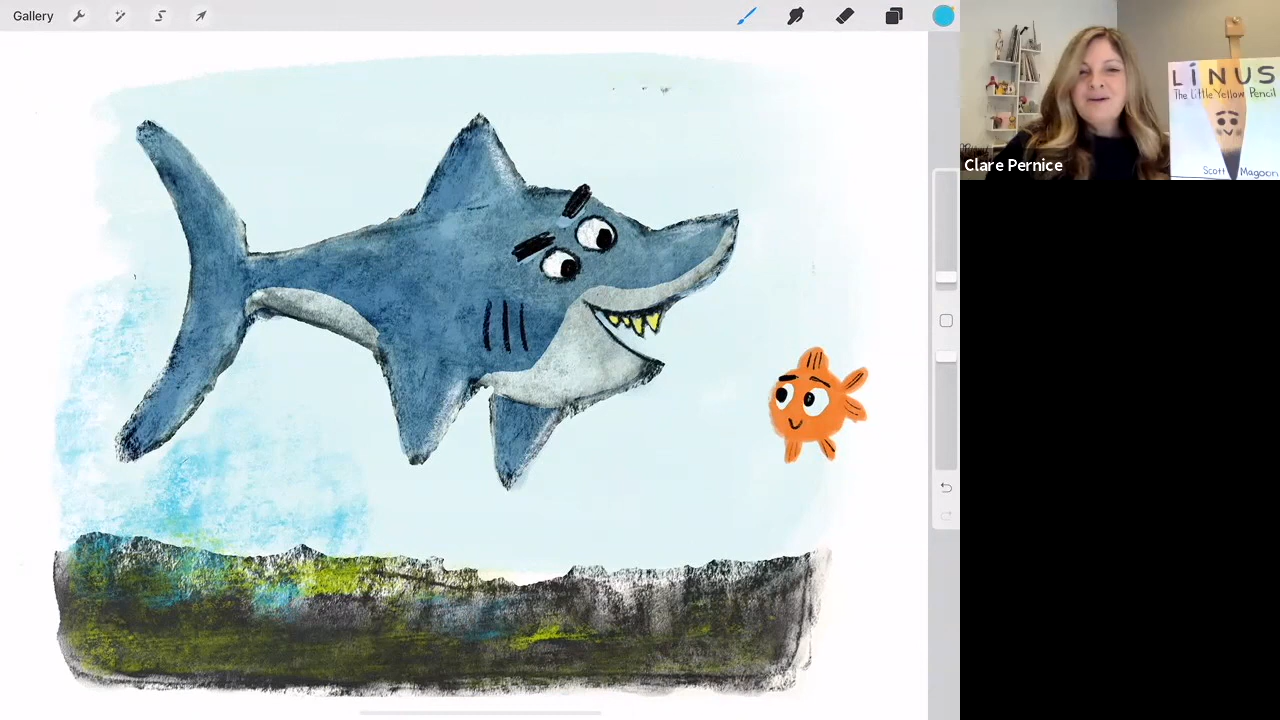 Gallery
LiNUS
The Little Yellow Pencil
Scott Magoon
Clare Pernice